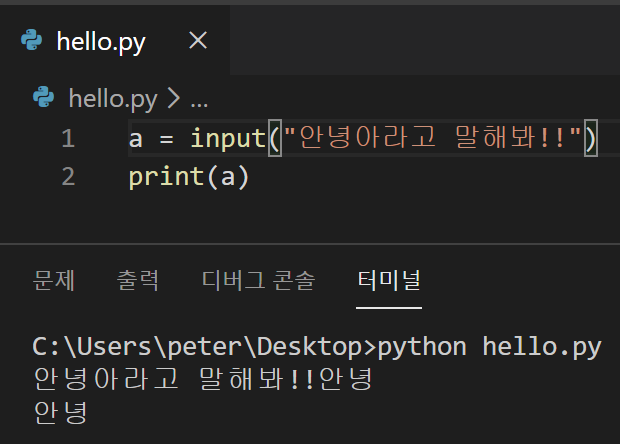 hello.py
hello.py > ...
1 a = input("안녕아라고 말해봐!!")
2 print(a)
문제 출력 디버그 콘솔 터미널
C:\Users\peter\Desktop>python hello.py
안녕아라고 말해봐!!안녕
안녕